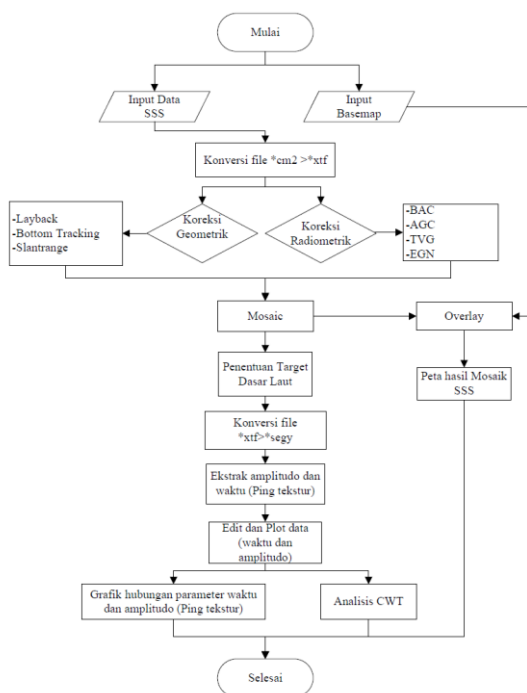 Mulai
Input Data
SSS
Input
Basemap
Konversi file *cm2 >*xtf
-Layback
-Bottom Tracking
-Slantrange
Koreksi
Geometrik
Koreksi
Radiometrik
-BAC
-AGC
-TVG
-EGN
Mosaic
Overlay
Penentuan Target
Dasar Laut
Peta hasil Mosaik
SSS
Konversi file
*xtf>*segy
Ekstrak amplitudo dan
waktu (Ping tekstur)
Edit dan Plot data
(waktu dan
amplitudo)
Grafik hubungan parameter waktu
dan amplitudo (Ping tekstur)
Analisis CWT
Selesai